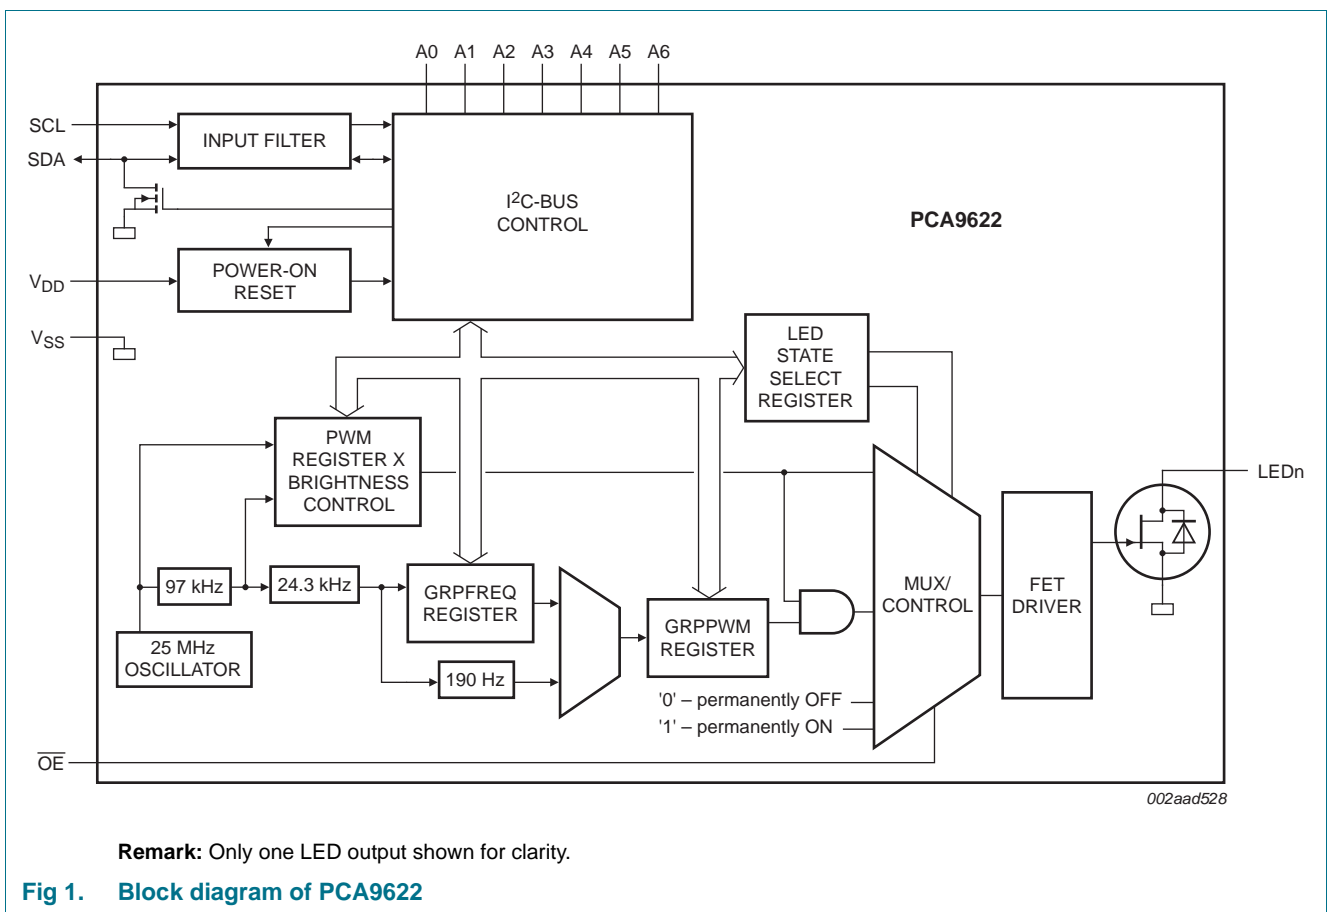 A0 A1 A2 A3 A4 A5 A6
SCL
SDA
INPUT FILTER
I2C-BUS
CONTROL
PCA9622
VDD
POWER-ON
RESET
VSS
LED
STATE
SELECT
REGISTER
PWM
REGISTER X
BRIGHTNESS
CONTROL
LEDn
97 kHz
24.3 kHz
GRPFREQ
REGISTER
MUX/
CONTROL
FET
DRIVER
GRPPWM
REGISTER
25 MHz
OSCILLATOR
190 Hz
'0' – permanently OFF
'1' – permanently ON
OE
002aad528
Remark: Only one LED output shown for clarity.
Fig 1. Block diagram of PCA9622